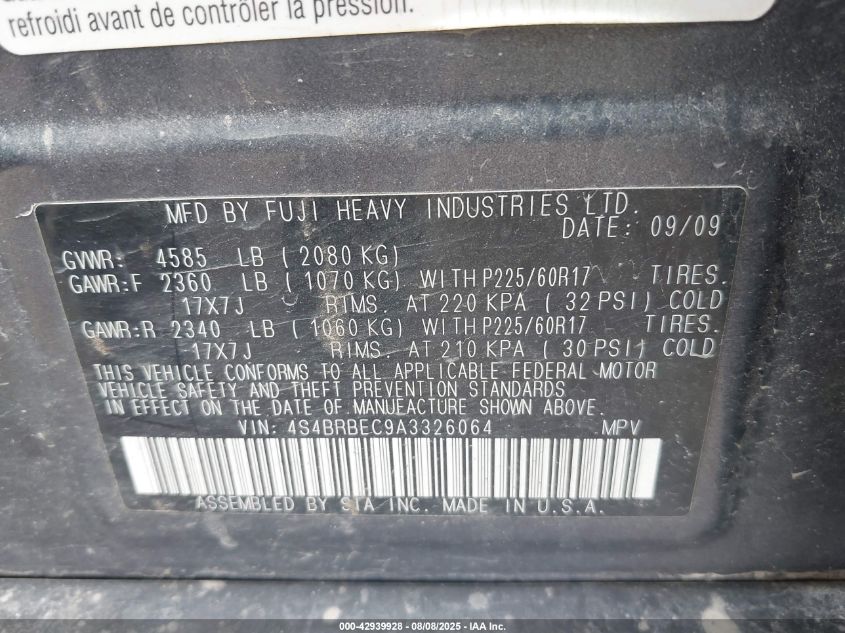 refroidi avant de contrôler la pression.
MFD BY FUJI HEAVY INDUSTRIES LTD.
DATE: 09/09
GVWR: 4585 LB ( 2080 KG)
GAWR:F 2360 LB ( 1070 KG) WITH P225/60R17 TIRES.
17X7J RIMS. AT 220 KPA ( 32 PSI) COLD
GAWR:R 2340 LB ( 1060 KG) WITH P225/60R17 TIRES.
17X7J RIMS. AT 210 KPA ( 30 PSI) COLD
THIS VEHICLE CONFORMS TO ALL APPLICABLE FEDERAL MOTOR
VEHICLE SAFETY AND THEFT PREVENTION STANDARDS
IN EFFECT ON THE DATE OF MANUFACTURE SHOWN ABOVE.
VIN: 4S4BRBEC9A3326064 MPV
ASSEMBLED BY SIA INC. MADE IN U.S.A.
000-42939928 - 08/08/2025 - IAA Inc.